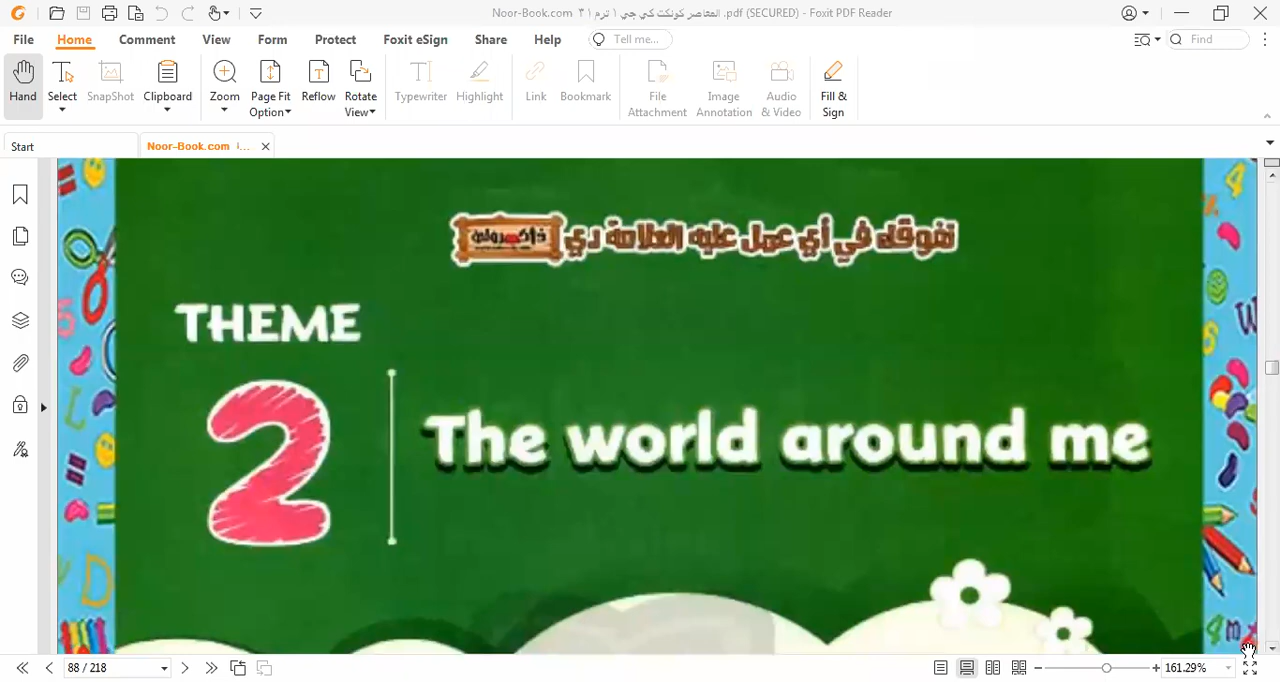 Noor-Book.com المعاصر كونكت كي جي ١ ترم ١ ٣ .pdf (SECURED) - Foxit PDF Reader
File Home Comment View Form Protect Foxit eSign Share Help Tell me... Find
Hand Select SnapShot Clipboard Zoom Page Fit Option Reflow Rotate View Typewriter Highlight Link Bookmark File Attachment Image Annotation Audio & Video Fill & Sign
Start Noor-Book.com ...
تفوقك في أي عمل عليه العلامة دي ذاكرولي
THEME
2 The world around me
88 / 218 161.29%